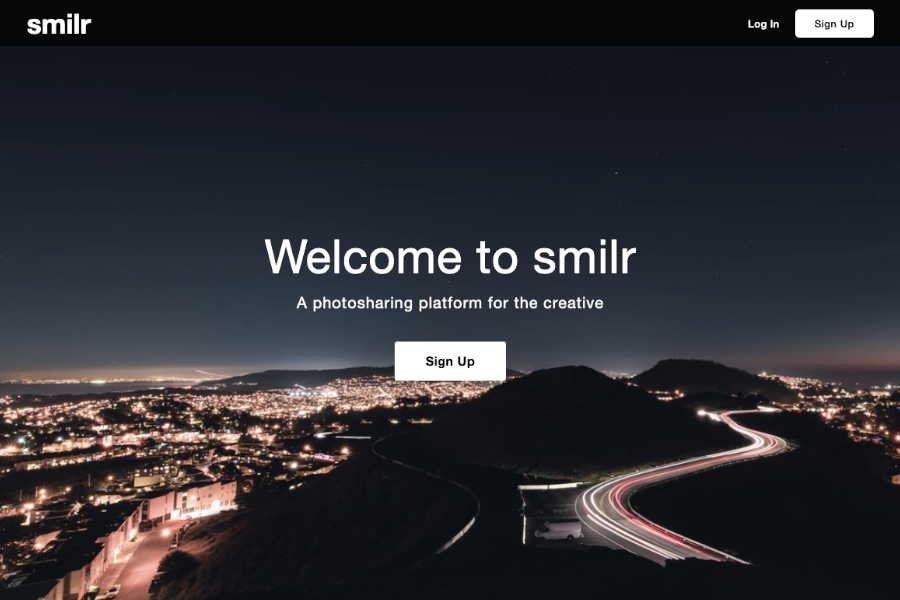 smilr
Log In
Sign Up
Welcome to smilr
A photosharing platform for the creative
Sign Up